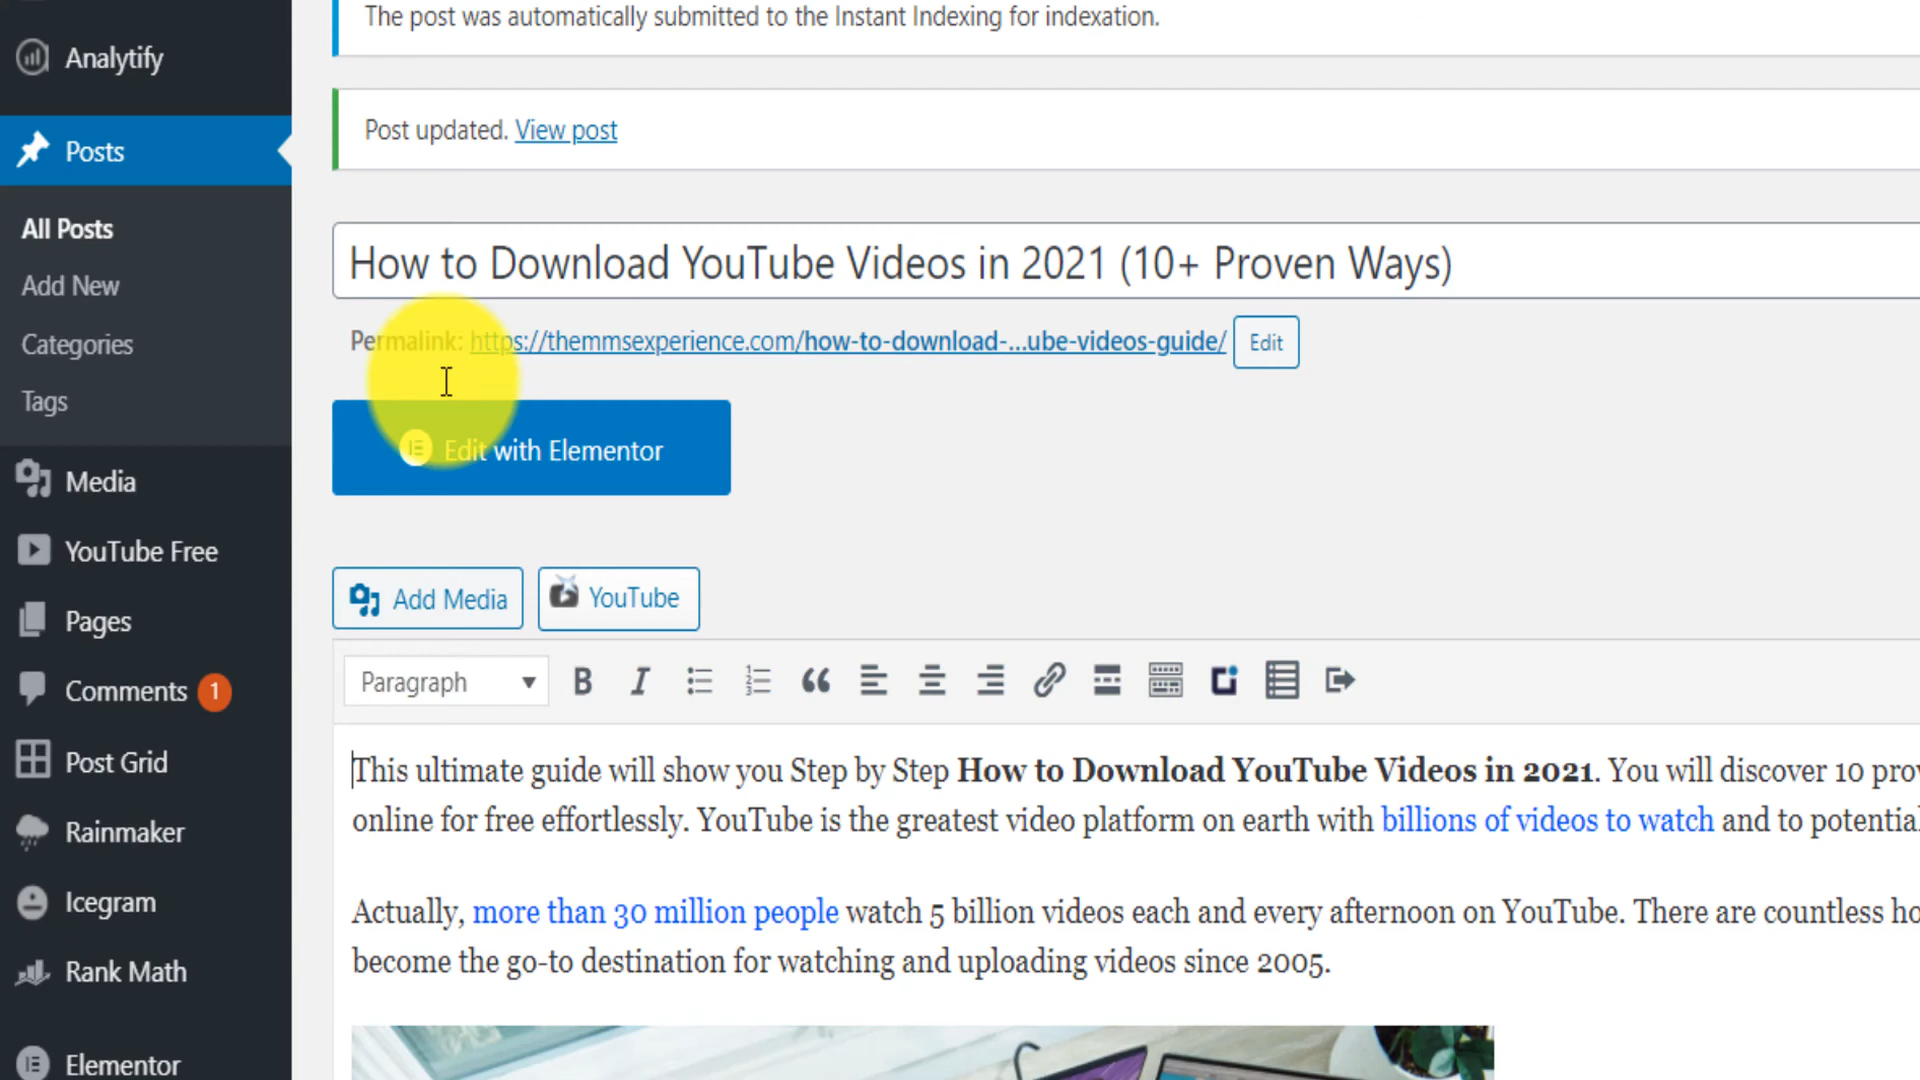 The post was automatically submitted to the Instant Indexing for indexation.
Analytify
Post updated. View post
Posts
All Posts
Add New
Categories
Tags
Media
YouTube Free
Pages
Comments 1
Post Grid
Rainmaker
Icegram
Rank Math
Elementor
How to Download YouTube Videos in 2021 (10+ Proven Ways)
Permalink: https://themmsexperience.com/how-to-download-...ube-videos-guide/ Edit
Edit with Elementor
Add Media YouTube
Paragraph
This ultimate guide will show you Step by Step How to Download YouTube Videos in 2021. You will discover 10
online for free effortlessly. YouTube is the greatest video platform on earth with billions of videos to watch and to
Actually, more than 30 million people watch 5 billion videos each and every afternoon on YouTube. There are countless
become the go-to destination for watching and uploading videos since 2005.